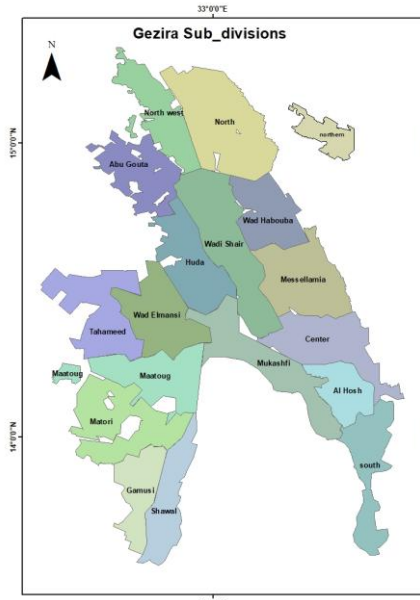 33°0'0"E
Gezira Sub_divisions
N
North west
North
northern
15°0'0"N
Abu Gouta
Wad Habouba
Wadi Shair
Huda
Messellamia
Wad Elmansi
Tahameed
Center
Mukashfi
Maatoug
Maatoug
Al Hosh
Matori
14°0'0"N
south
Gamusi
Shawal